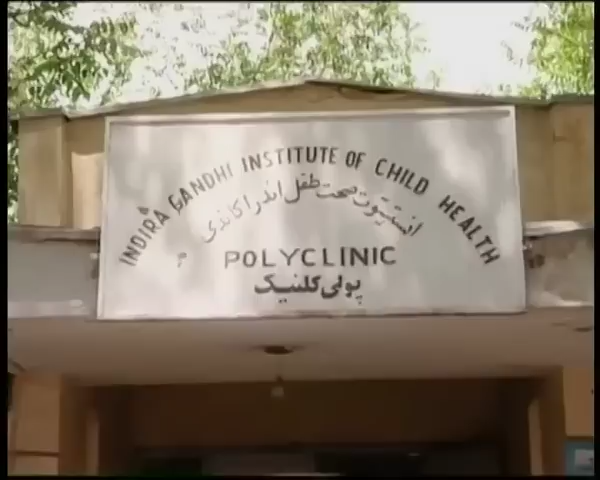 INDIRA GANDHI INSTITUTE OF CHILD HEALTH
انستیتوت صحت طفل اندرا گاندی
POLYCLINIC
پولی کلنیک